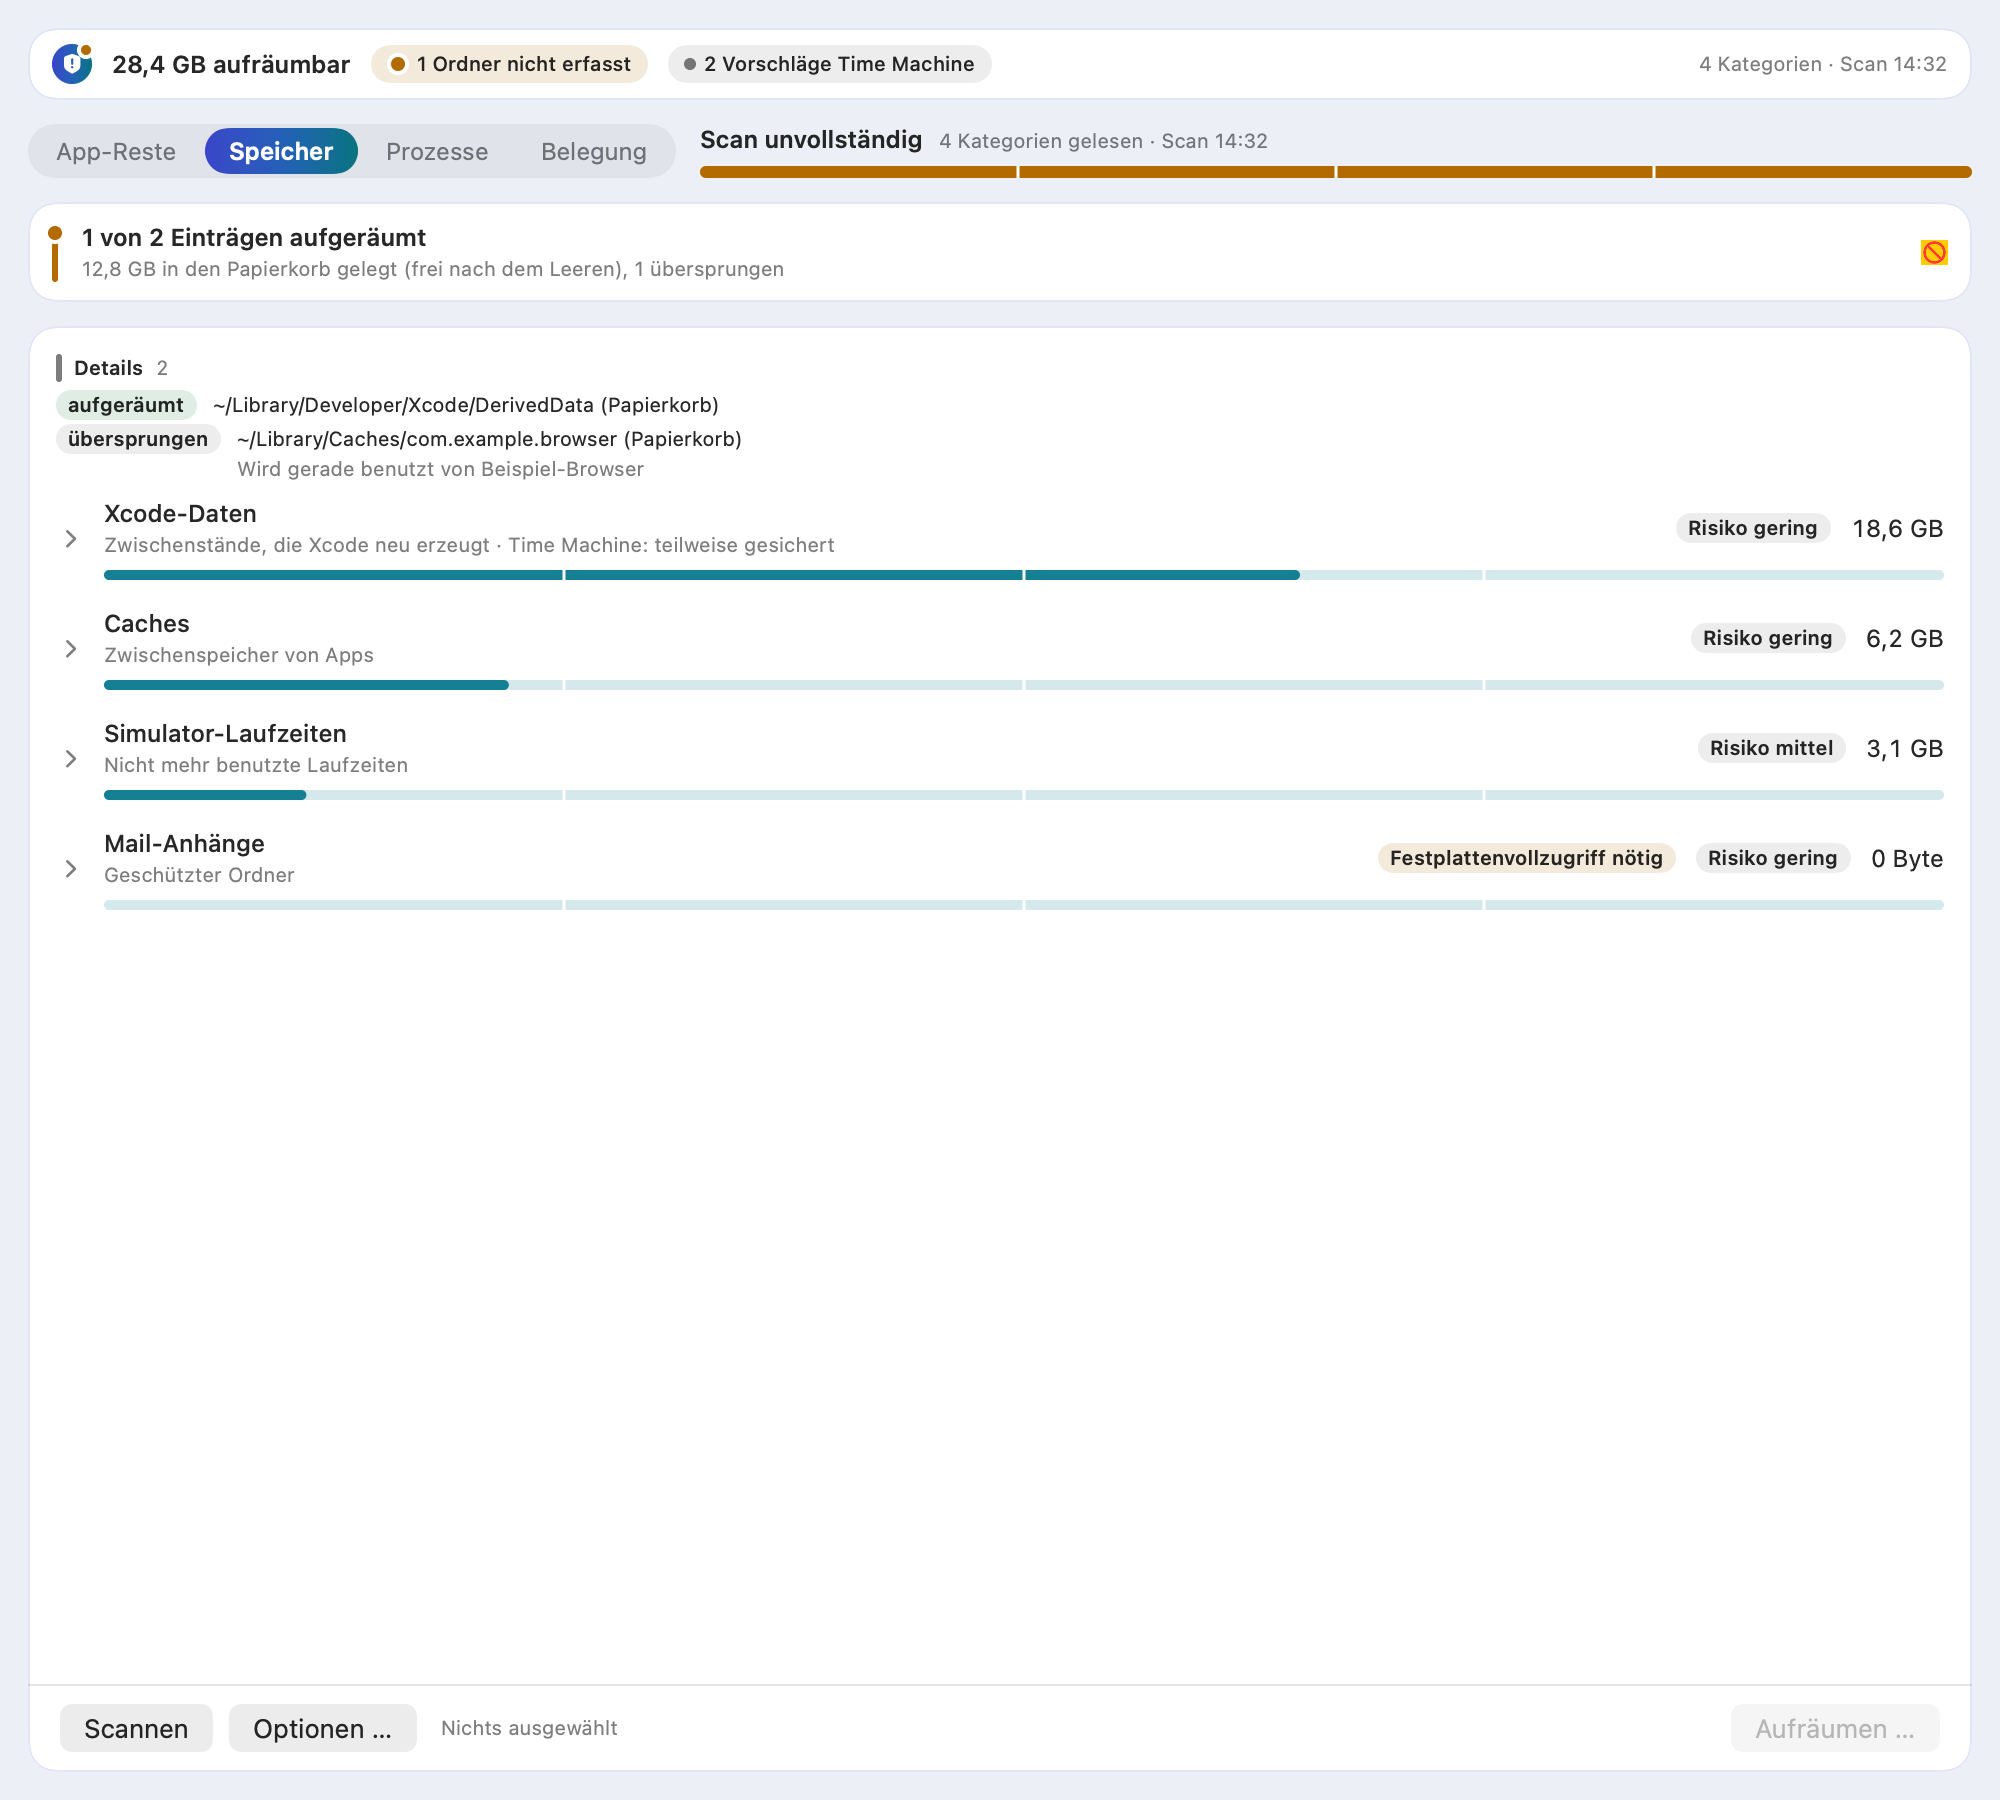 28,4 GB aufräumbar
1 Ordner nicht erfasst
2 Vorschläge Time Machine
4 Kategorien · Scan 14:32
App-Reste
Speicher
Prozesse
Belegung
Scan unvollständig
4 Kategorien gelesen · Scan 14:32
1 von 2 Einträgen aufgeräumt
12,8 GB in den Papierkorb gelegt (frei nach dem Leeren), 1 übersprungen
Details 2
aufgeräumt ~/Library/Developer/Xcode/DerivedData (Papierkorb)
übersprungen ~/Library/Caches/com.example.browser (Papierkorb)
Wird gerade benutzt von Beispiel-Browser
Xcode-Daten
Zwischenstände, die Xcode neu erzeugt · Time Machine: teilweise gesichert
Risiko gering 18,6 GB
Caches
Zwischenspeicher von Apps
Risiko gering 6,2 GB
Simulator-Laufzeiten
Nicht mehr benutzte Laufzeiten
Risiko mittel 3,1 GB
Mail-Anhänge
Geschützter Ordner
Festplattenvollzugriff nötig Risiko gering 0 Byte
Scannen
Optionen ...
Nichts ausgewählt
Aufräumen ...